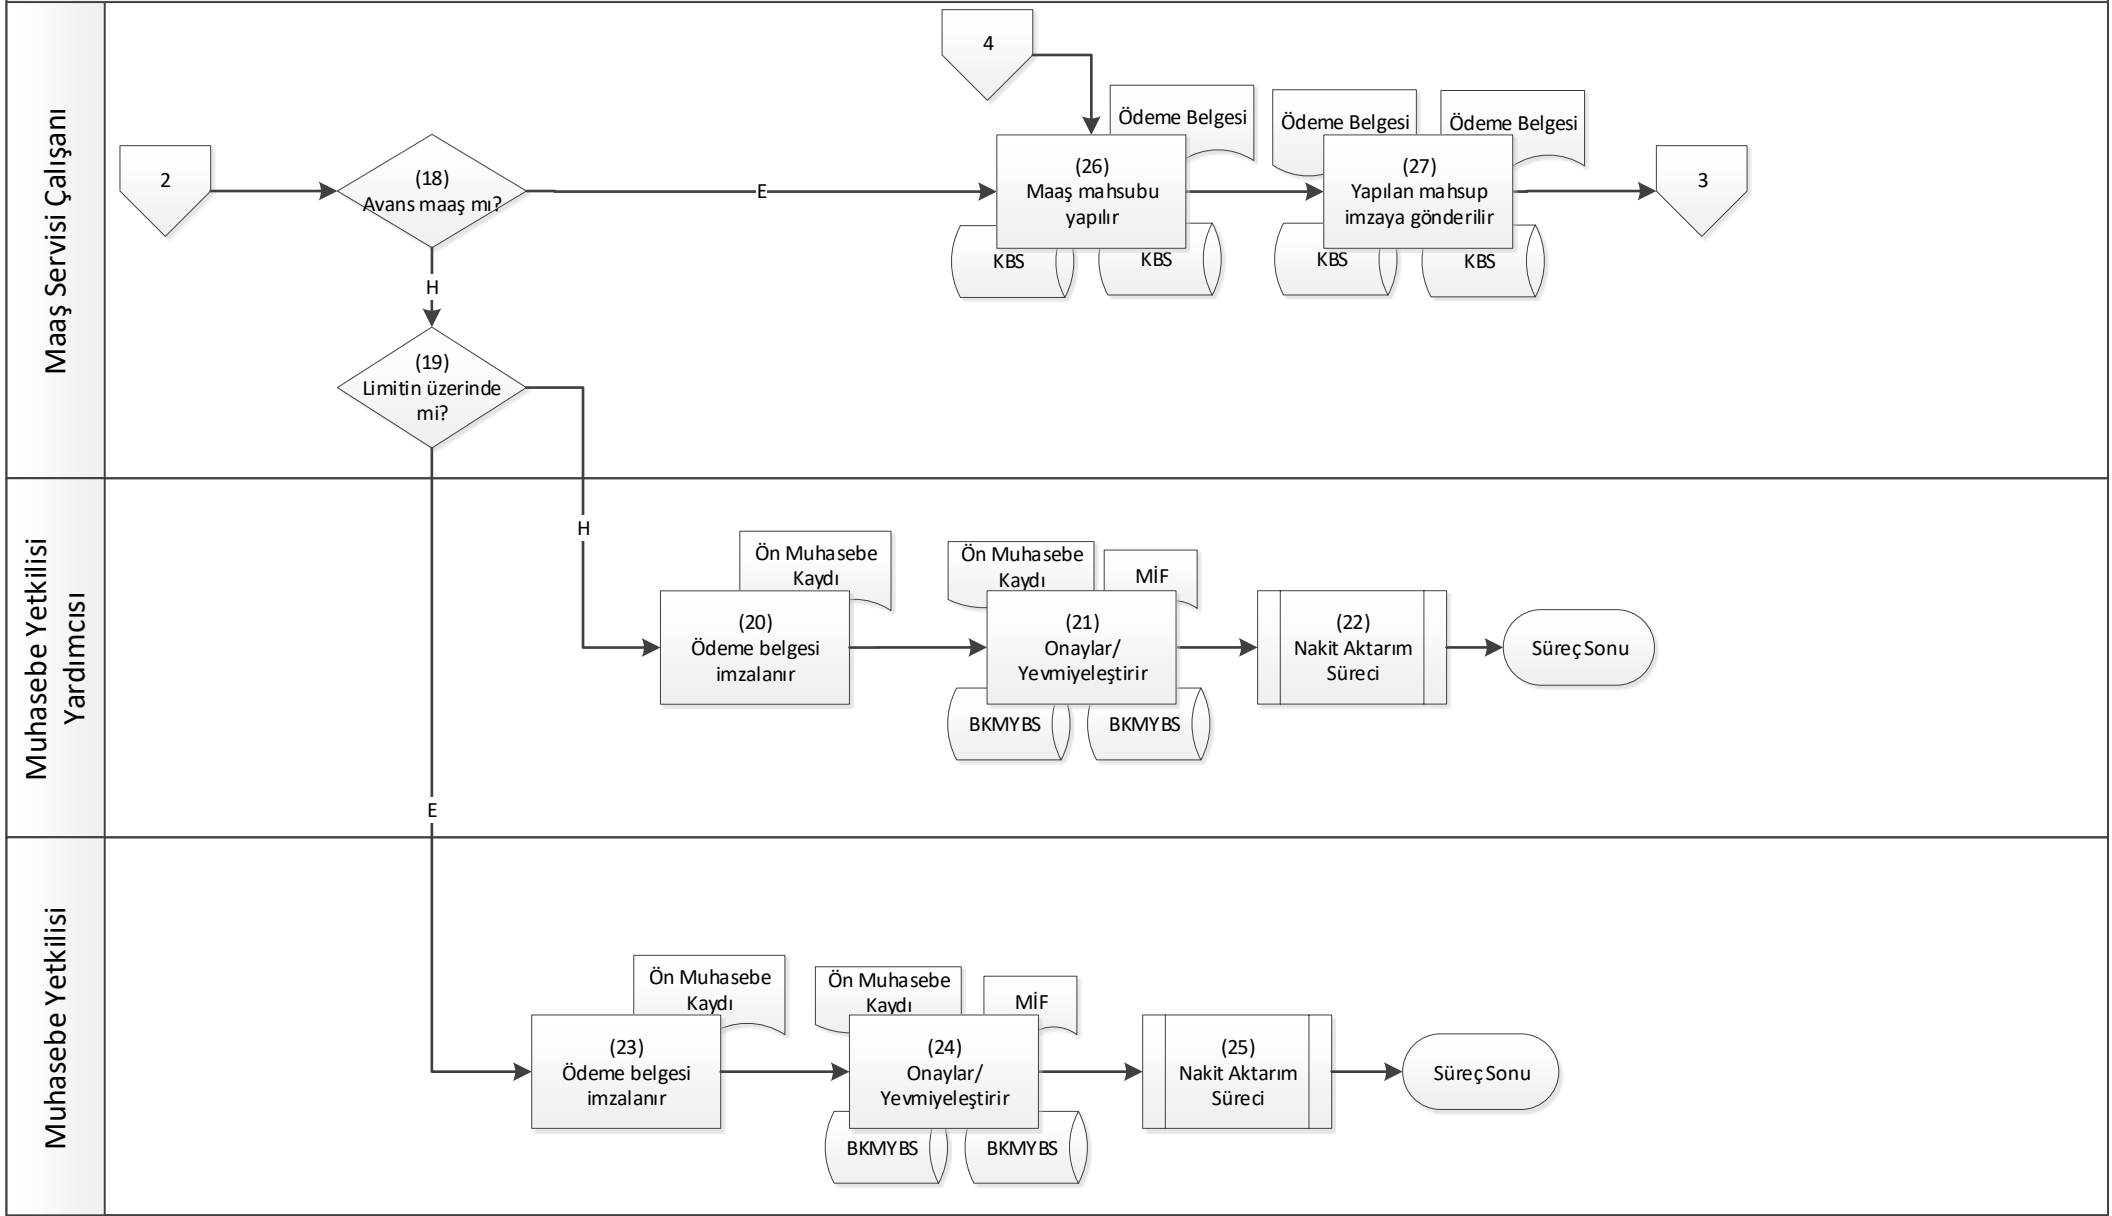 Maaş Servisi Çalışanı
4
2
(18)
Avans maaş mı?
E
H
(19)
Limitin üzerinde
mi?
Ödeme Belgesi
(26)
Maaş mahsubu
yapılır
KBS
KBS
Ödeme Belgesi
Ödeme Belgesi
(27)
Yapılan mahsup
imzaya gönderilir
KBS
KBS
3
Muhasebe Yetkilisi
Yardımcısı
H
Ön Muhasebe
Kaydı
(20)
Ödeme belgesi
imzalanır
Ön Muhasebe
Kaydı
MİF
(21)
Onaylar/
Yevmiyeleştirir
BKMYBS
BKMYBS
(22)
Nakit Aktarım
Süreci
Süreç Sonu
E
Muhasebe Yetkilisi
Ön Muhasebe
Kaydı
(23)
Ödeme belgesi
imzalanır
Ön Muhasebe
Kaydı
MİF
(24)
Onaylar/
Yevmiyeleştirir
BKMYBS
BKMYBS
(25)
Nakit Aktarım
Süreci
Süreç Sonu